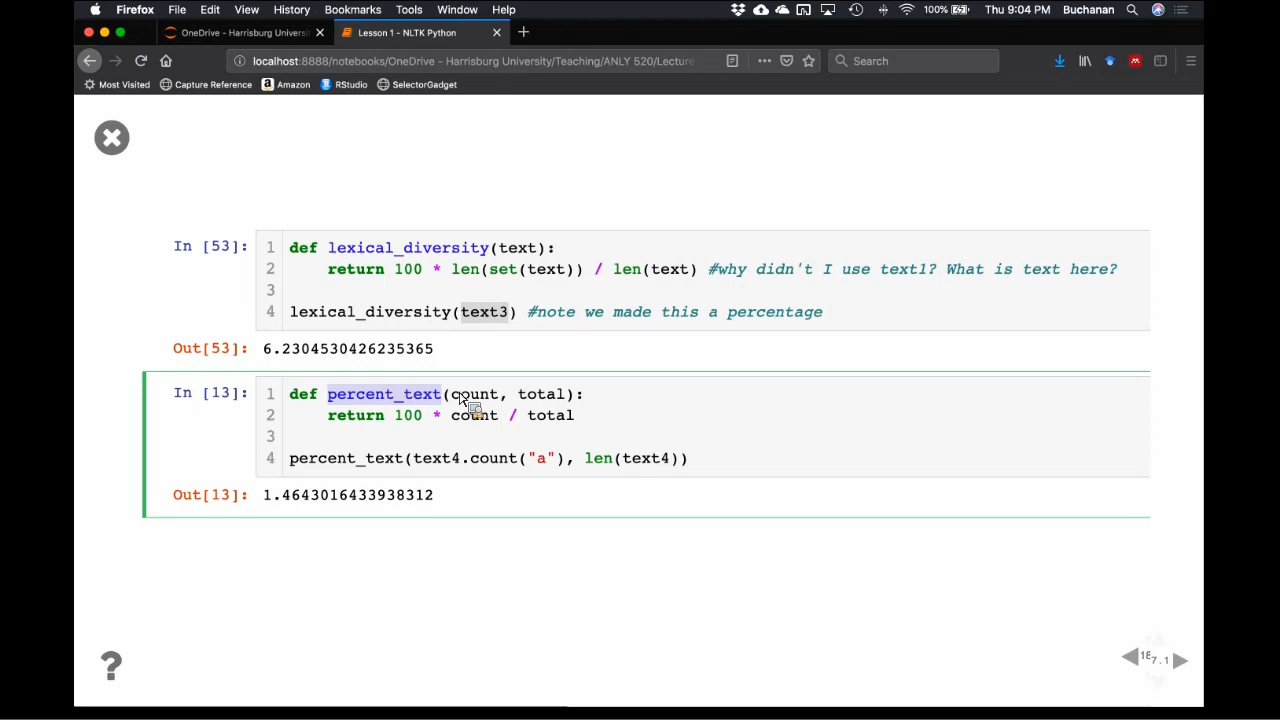 Firefox File Edit View History Bookmarks Tools Window Help 100% Thu 9:04 PM Buchanan
OneDrive - Harrisburg Universi Lesson 1 - NLTK Python
localhost:8888/notebooks/OneDrive - Harrisburg University/Teaching/ANLY 520/Lecture Search
Most Visited Capture Reference Amazon RStudio SelectorGadget
In [53]: 1 def lexical_diversity(text):
2 return 100 * len(set(text)) / len(text) #why didn't I use text1? What is text here?
3
4 lexical_diversity(text3) #note we made this a percentage
Out[53]: 6.2304530426235365
In [13]: 1 def percent_text(count, total):
2 return 100 * count / total
3
4 percent_text(text4.count("a"), len(text4))
Out[13]: 1.4643016433938312
?